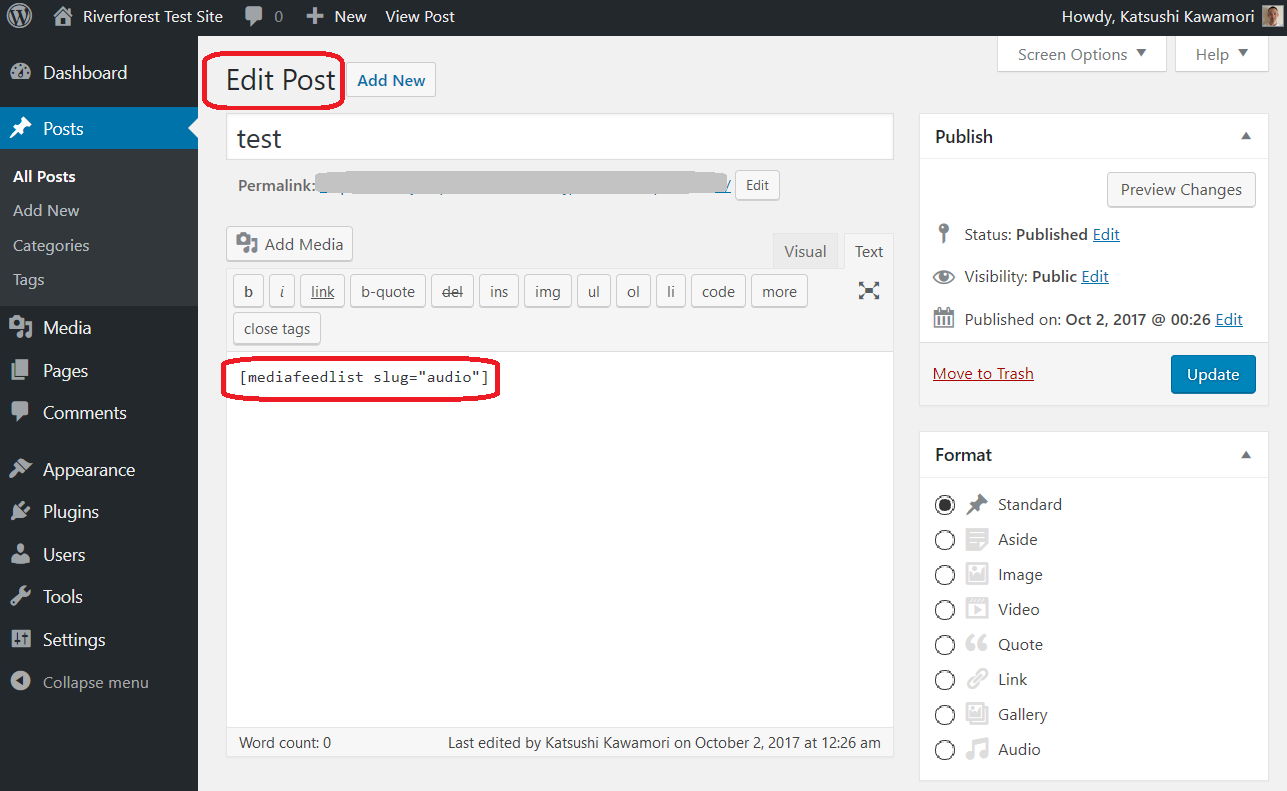 Riverforest Test Site 0 New View Post Howdy, Katsushi Kawamori
Screen Options Help
Dashboard
Posts
All Posts
Add New
Categories
Tags
Media
Pages
Comments
Appearance
Plugins
Users
Tools
Settings
Collapse menu
Edit Post Add New
test
Permalink: / Edit
Add Media Visual Text
b i link b-quote del ins img ul ol li code more
close tags
[mediafeedlist slug="audio"]
Word count: 0 Last edited by Katsushi Kawamori on October 2, 2017 at 12:26 am
Publish
Preview Changes
Status: Published Edit
Visibility: Public Edit
Published on: Oct 2, 2017 @ 00:26 Edit
Move to Trash Update
Format
Standard
Aside
Image
Video
Quote
Link
Gallery
Audio